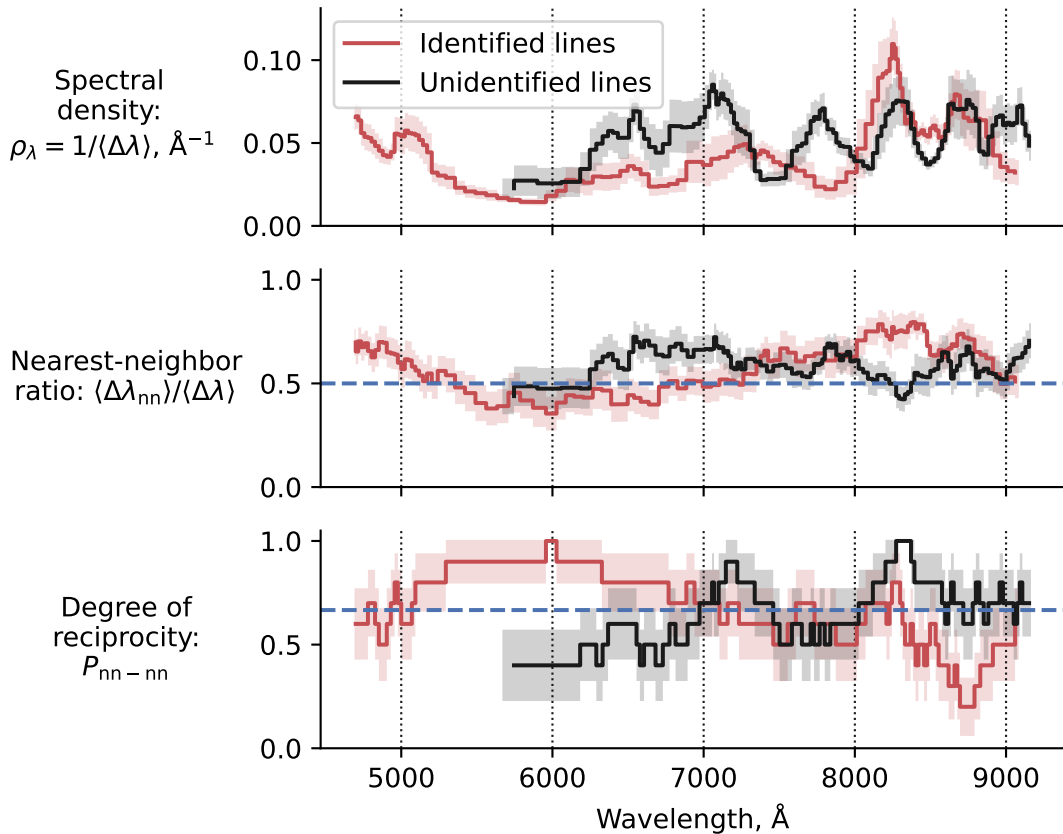 Spectral
density:
ρλ = 1/⟨Δλ⟩, Å⁻¹
0.10
0.05
0.00
Identified lines
Unidentified lines
Nearest-neighbor
ratio: ⟨Δλnn⟩/⟨Δλ⟩
1.0
0.5
0.0
Degree of
reciprocity:
Pnn − nn
1.0
0.5
0.0
5000 6000 7000 8000 9000
Wavelength, Å